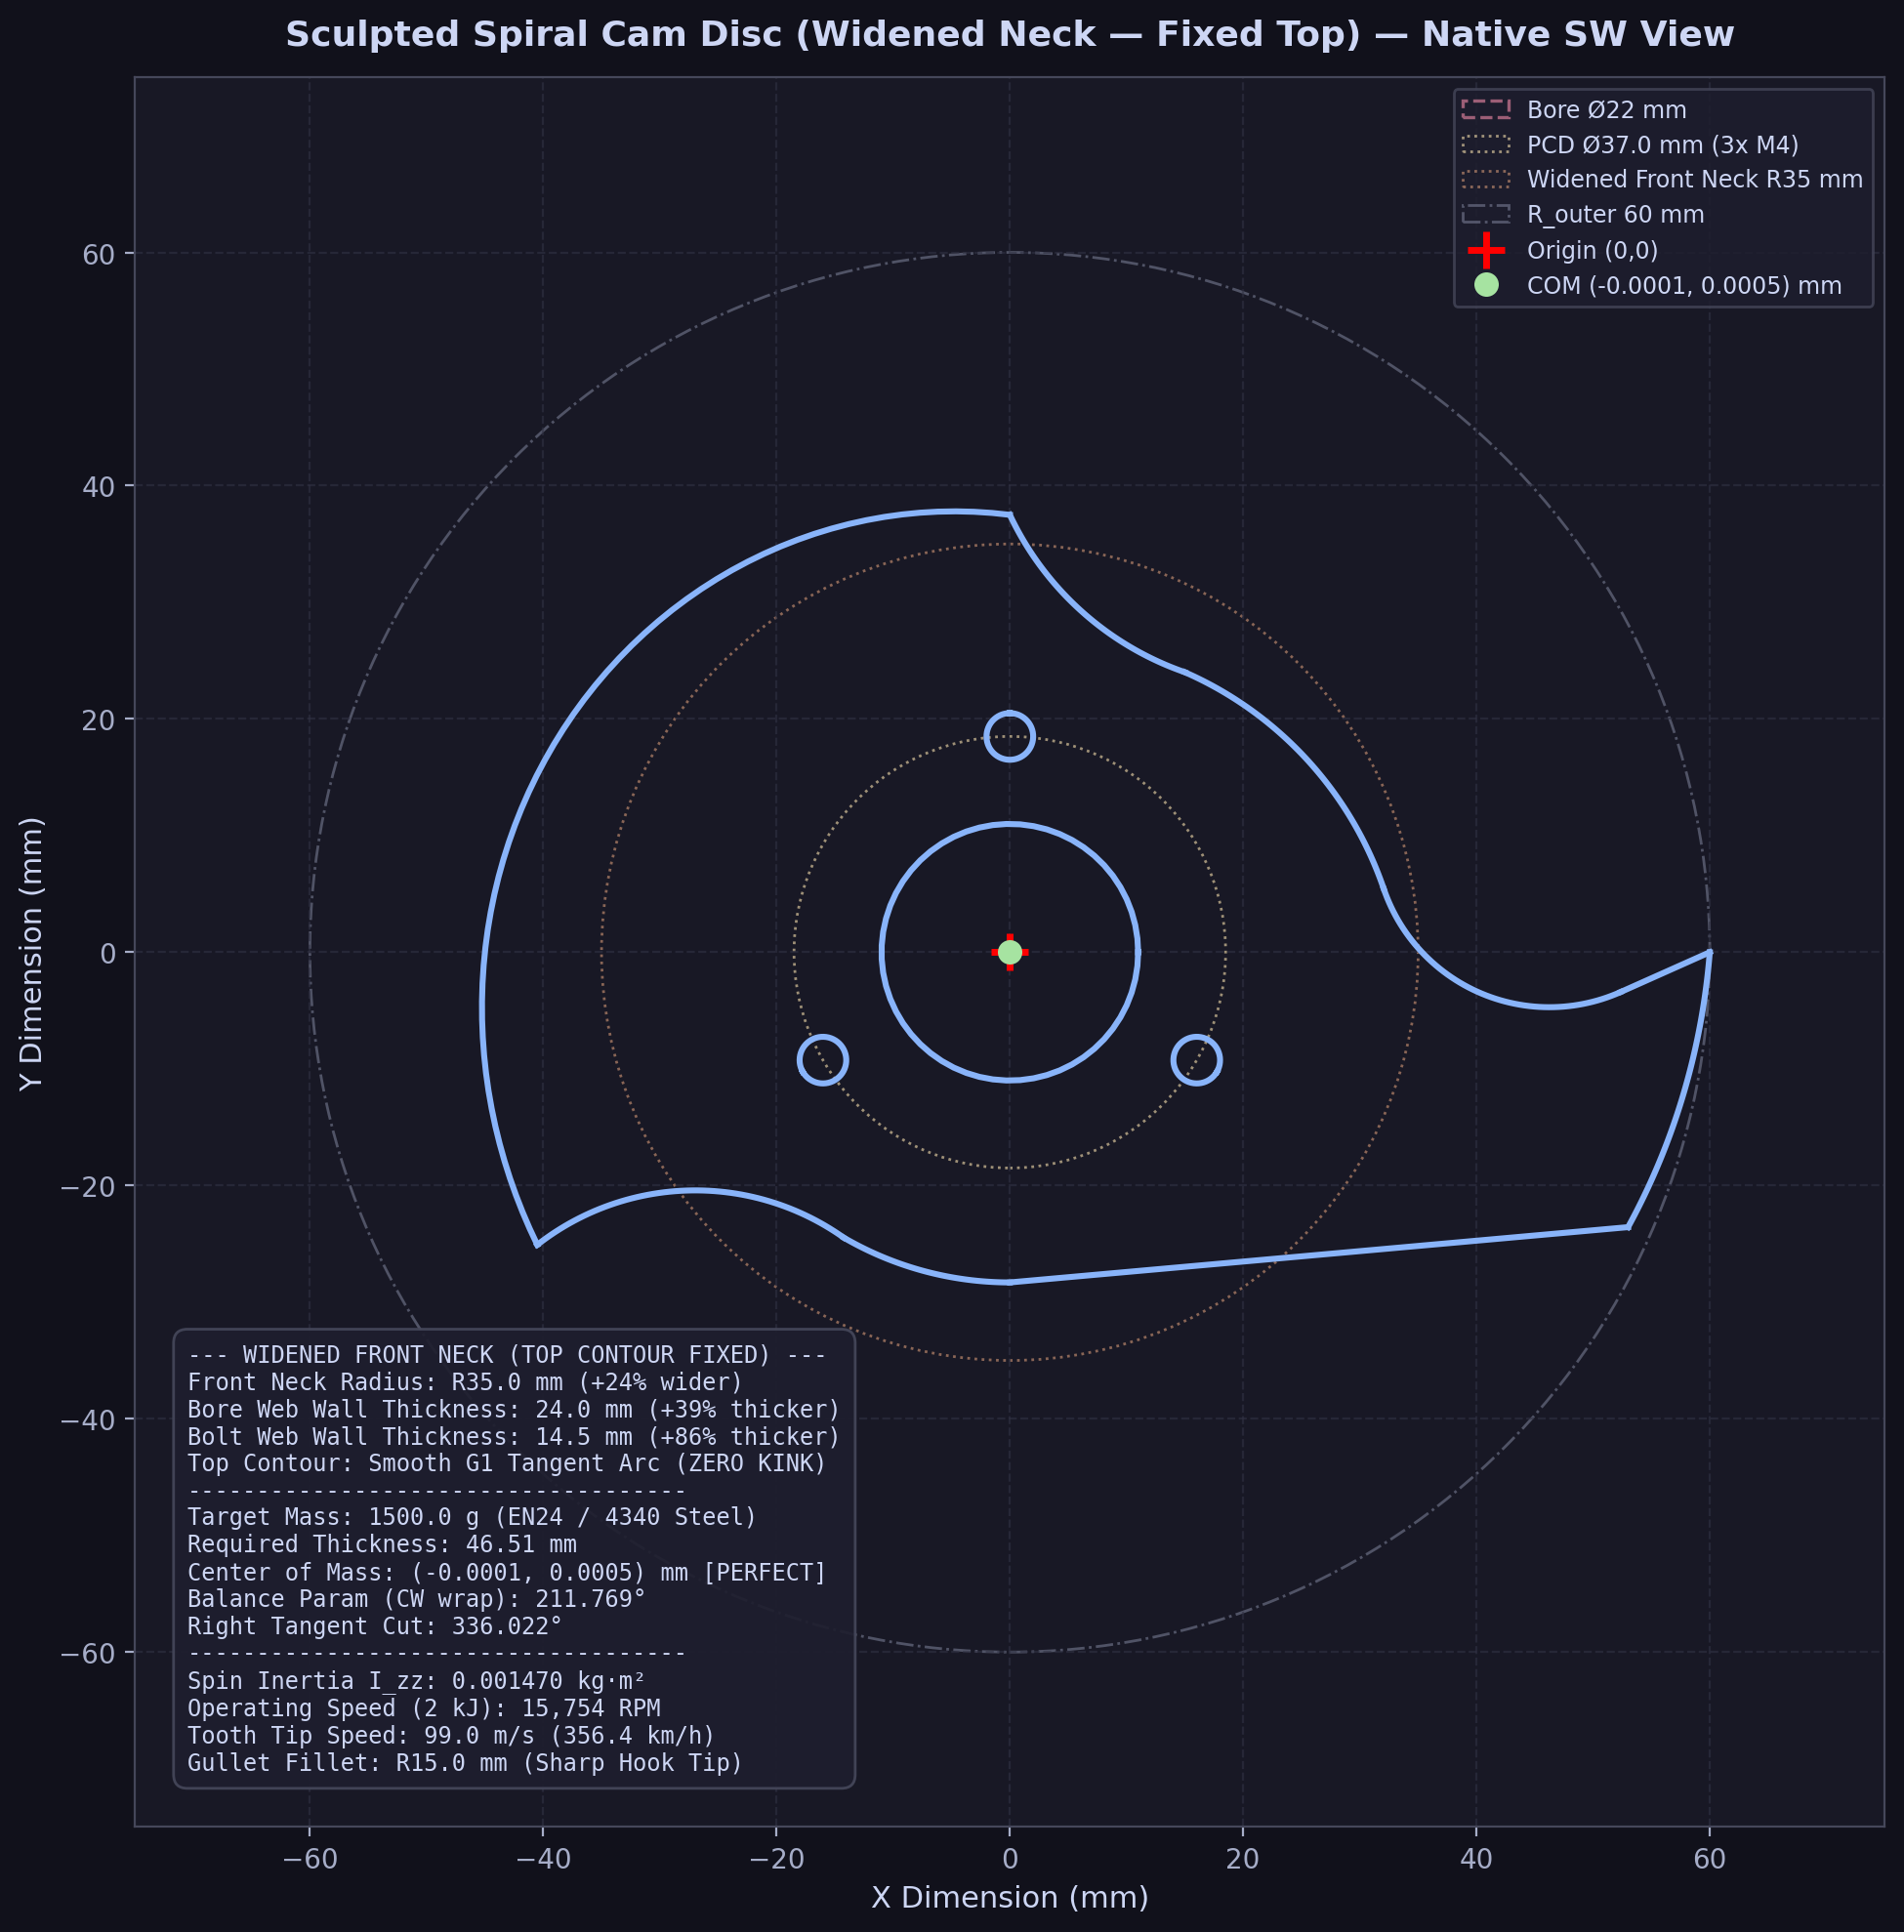 Sculpted Spiral Cam Disc (Widened Neck — Fixed Top) — Native SW View
Bore Ø22 mm
PCD Ø37.0 mm (3x M4)
Widened Front Neck R35 mm
R_outer 60 mm
Origin (0,0)
COM (-0.0001, 0.0005) mm
60
40
20
0
−20
−40
−60
Y Dimension (mm)
--- WIDENED FRONT NECK (TOP CONTOUR FIXED) ---
Front Neck Radius: R35.0 mm (+24% wider)
Bore Web Wall Thickness: 24.0 mm (+39% thicker)
Bolt Web Wall Thickness: 14.5 mm (+86% thicker)
Top Contour: Smooth G1 Tangent Arc (ZERO KINK)
------------------------------------
Target Mass: 1500.0 g (EN24 / 4340 Steel)
Required Thickness: 46.51 mm
Center of Mass: (-0.0001, 0.0005) mm [PERFECT]
Balance Param (CW wrap): 211.769°
Right Tangent Cut: 336.022°
------------------------------------
Spin Inertia I_zz: 0.001470 kg·m²
Operating Speed (2 kJ): 15,754 RPM
Tooth Tip Speed: 99.0 m/s (356.4 km/h)
Gullet Fillet: R15.0 mm (Sharp Hook Tip)
−60
−40
−20
0
20
40
60
X Dimension (mm)